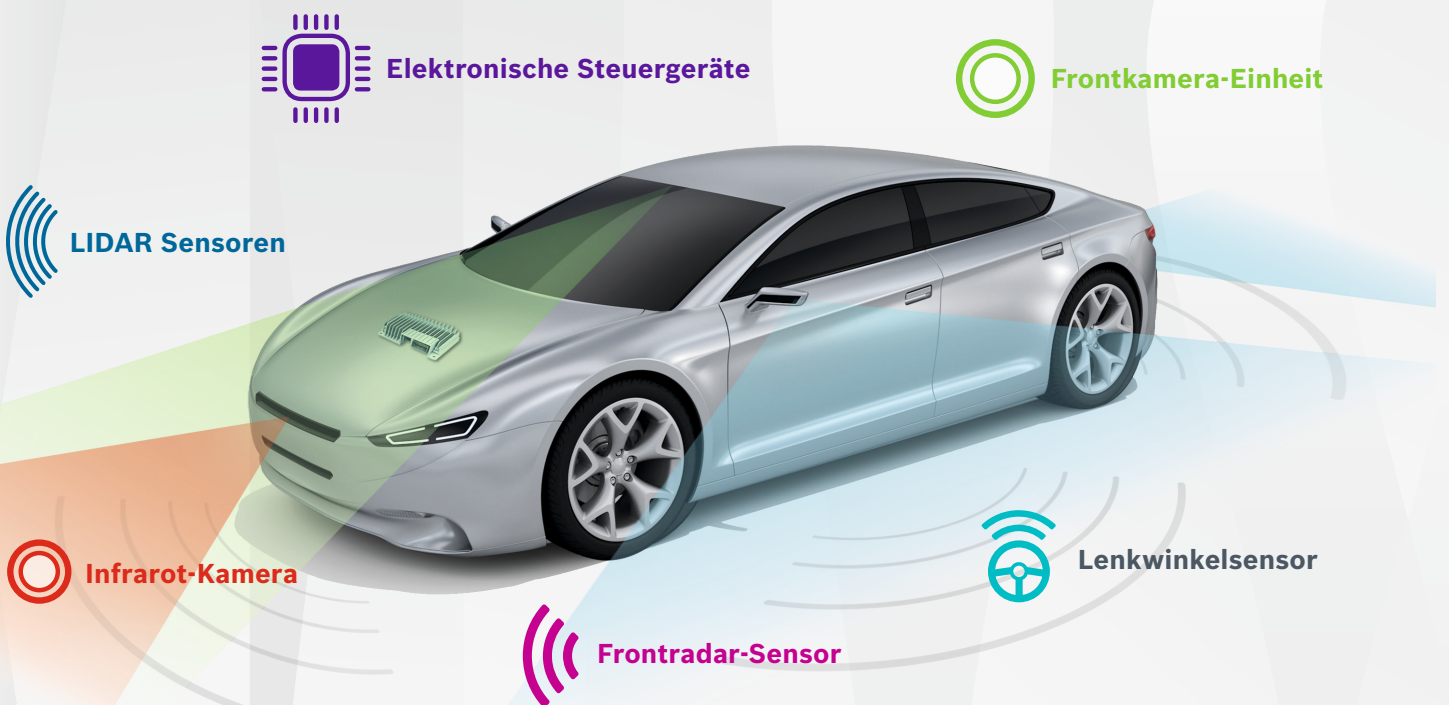 Elektronische Steuergeräte
Frontkamera-Einheit
LIDAR Sensoren
Lenkwinkelsensor
Infrarot-Kamera
Frontradar-Sensor